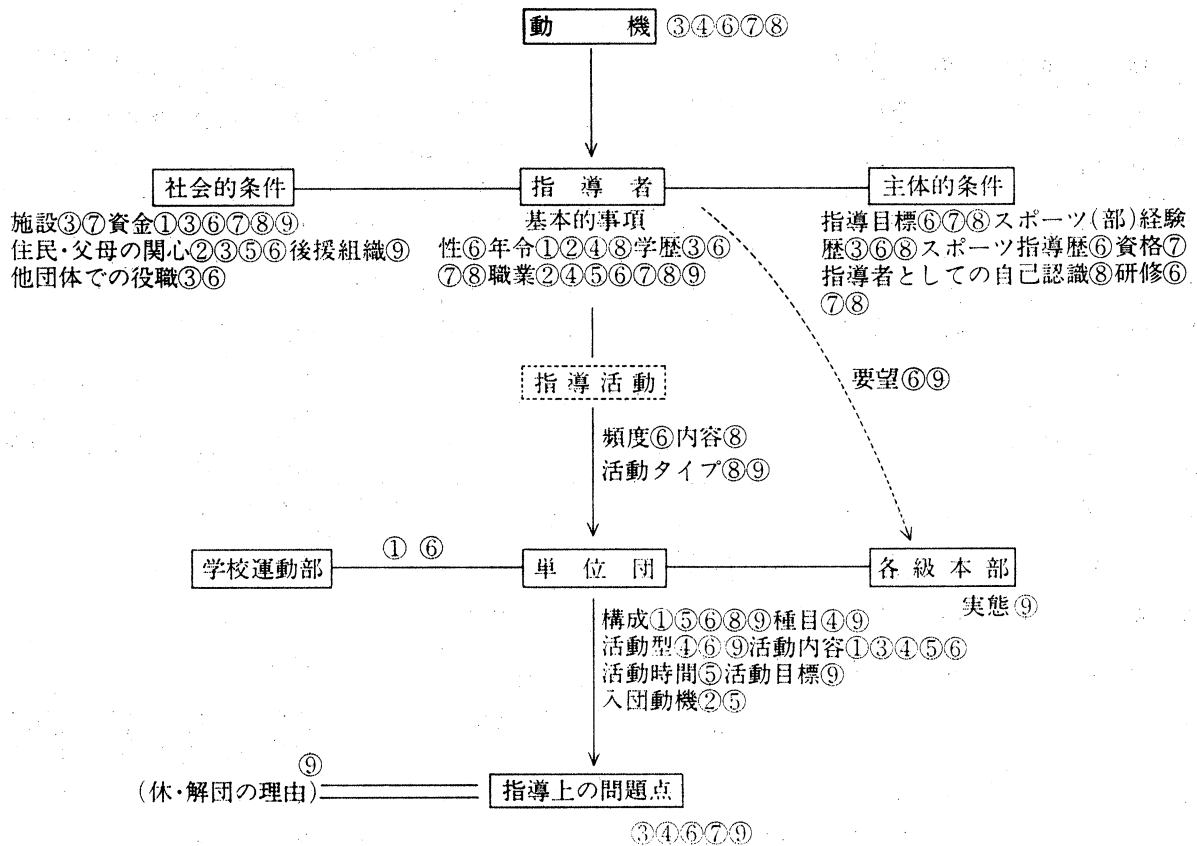 動機 ③④⑥⑦⑧
社会的条件
指導者
主体的条件
施設③⑦資金①③⑥⑦⑧⑨
住民・父母の関心②③⑤⑥後援組織⑨
他団体での役職③⑥
基本的事項
性⑥年令①②④⑧学歴③⑥
⑦⑧職業②④⑤⑥⑦⑧⑨
指導目標⑥⑦⑧スポーツ(部)経験
歴③⑥⑧スポーツ指導歴⑥資格⑦
指導者としての自己認識⑧研修⑥
⑦⑧
指導活動
要望⑥⑨
頻度⑥内容⑧
活動タイプ⑧⑨
学校運動部
① ⑥
単位団
各級本部
実態⑨
構成①⑤⑥⑧⑨種目④⑨
活動型④⑥⑨活動内容①③④⑤⑥
活動時間⑤活動目標⑨
入団動機②⑤
⑨
(休・解団の理由)
指導上の問題点
③④⑥⑦⑨